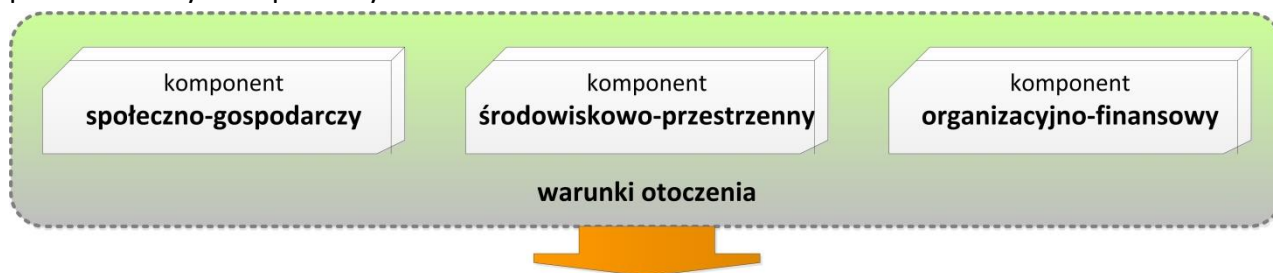 komponent
społeczno-gospodarczy
komponent
środowiskowo-przestrzenny
komponent
organizacyjno-finansowy
warunki otoczenia